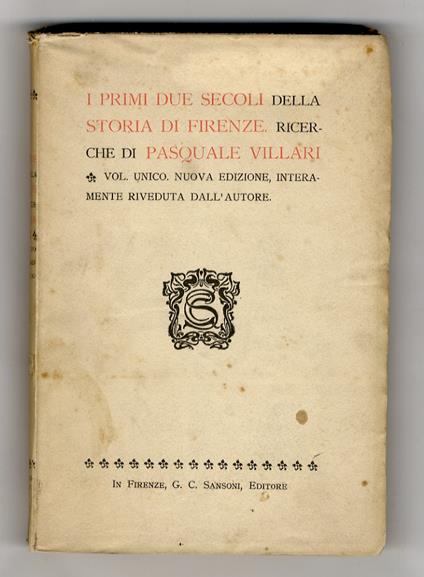 I PRIMI DUE SECOLI DELLA
STORIA DI FIRENZE. RICER-
CHE DI PASQUALE VILLARI
VOL. UNICO. NUOVA EDIZIONE, INTERA-
MENTE RIVEDUTA DALL'AUTORE.
In Firenze, G. C. Sansoni, Editore